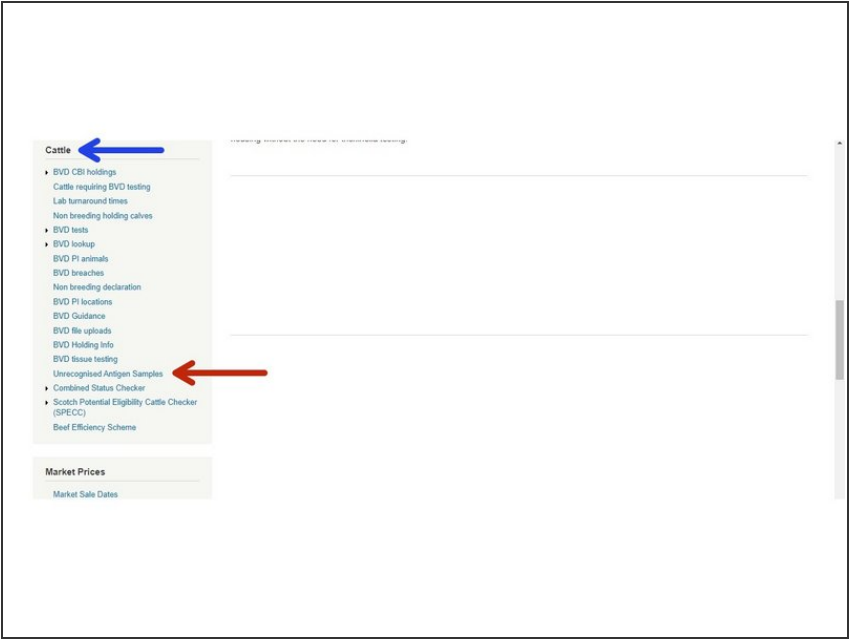 Cattle
BVD CBI holdings
Cattle requiring BVD testing
Lab turnaround times
Non breeding holding calves
BVD tests
BVD lookup
BVD PI animals
BVD breaches
Non breeding declaration
BVD PI locations
BVD Guidance
BVD file uploads
BVD Holding Info
BVD tissue testing
Unrecognised Antigen Samples
Combined Status Checker
Scotch Potential Eligibility Cattle Checker
(SPECC)
Beef Efficiency Scheme
Market Prices
Market Sale Dates